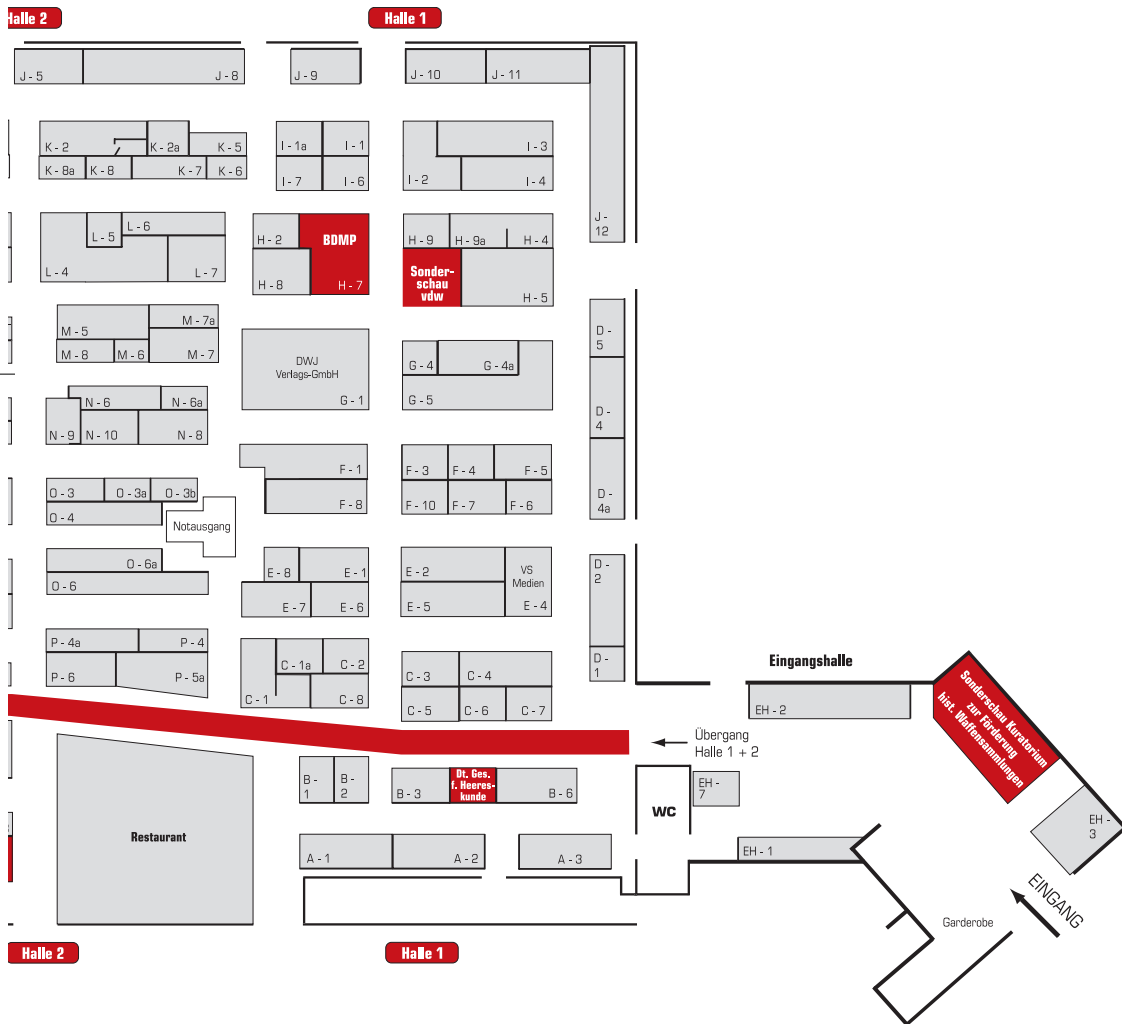 Halle 2
Halle 1
J - 5
J - 8
J - 9
J - 10
J - 11
J -
12
K - 2
K - 2a
K - 5
K - 8a
K - 8
K - 7
K - 6
I - 1a
I - 1
I - 7
I - 6
I - 3
I - 2
I - 4
L - 6
L - 5
L - 4
L - 7
H - 2
BDMP
H - 8
H - 7
H - 9
H - 9a
H - 4
Sonder-
schau
vdw
H - 5
M - 7a
M - 5
M - 8
M - 6
M - 7
DWJ
Verlags-GmbH
G - 1
G - 4
G - 4a
G - 5
D -
5
D -
4
D -
4a
N - 6
N - 6a
N - 9
N - 10
N - 8
F - 1
F - 8
F - 3
F - 4
F - 5
F - 10
F - 7
F - 6
O - 3
O - 3a
O - 3b
O - 4
Notausgang
O - 6a
O - 6
E - 8
E - 1
E - 7
E - 6
E - 2
VS
Medien
E - 5
E - 4
D -
2
D -
1
P - 4a
P - 4
P - 6
P - 5a
C - 1a
C - 2
C - 1
C - 8
C - 3
C - 4
C - 5
C - 6
C - 7
Eingangshalle
EH - 2
Sonderschau Kuratorium
zur Förderung
hist. Waffensammlungen
Übergang
Halle 1 + 2
B -
1
B -
2
B - 3
Dt. Ges.
f. Heeres-
kunde
B - 6
EH -
7
WC
EH -
3
Restaurant
A - 1
A - 2
A - 3
EH - 1
EINGANG
Garderobe
Halle 2
Halle 1